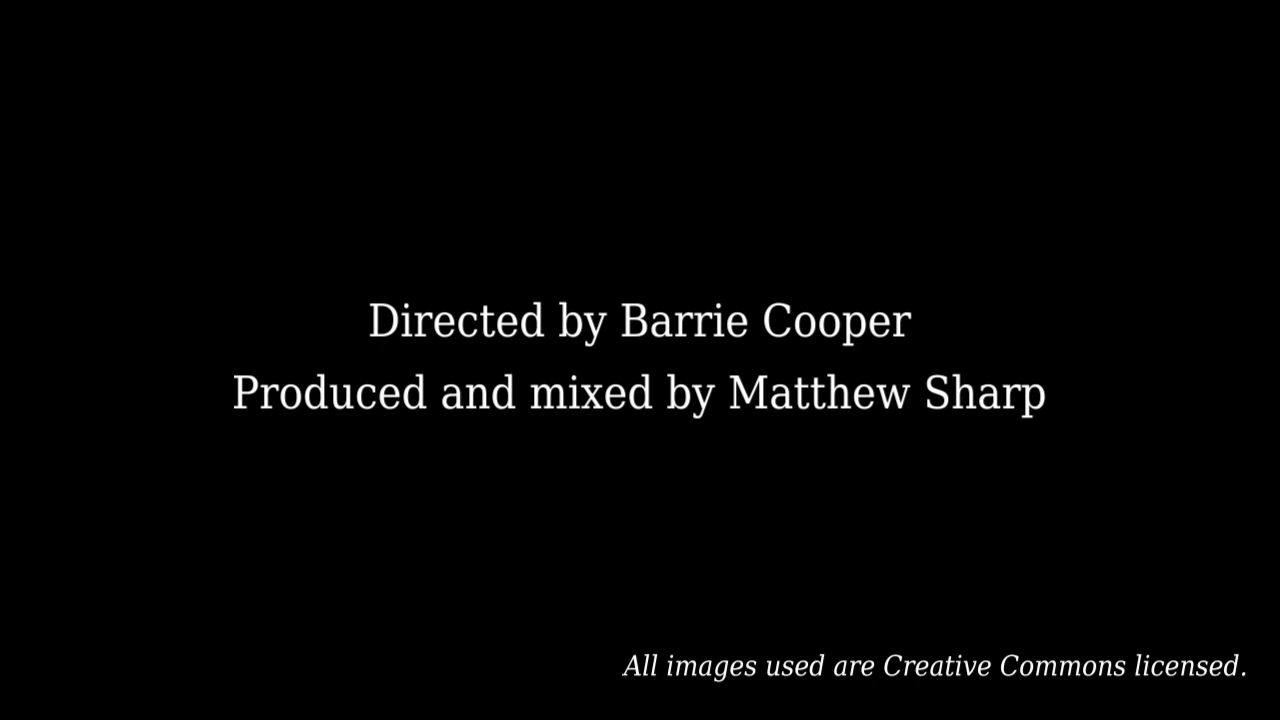 Directed by Barrie Cooper
Produced and mixed by Matthew Sharp
All images used are Creative Commons licensed.